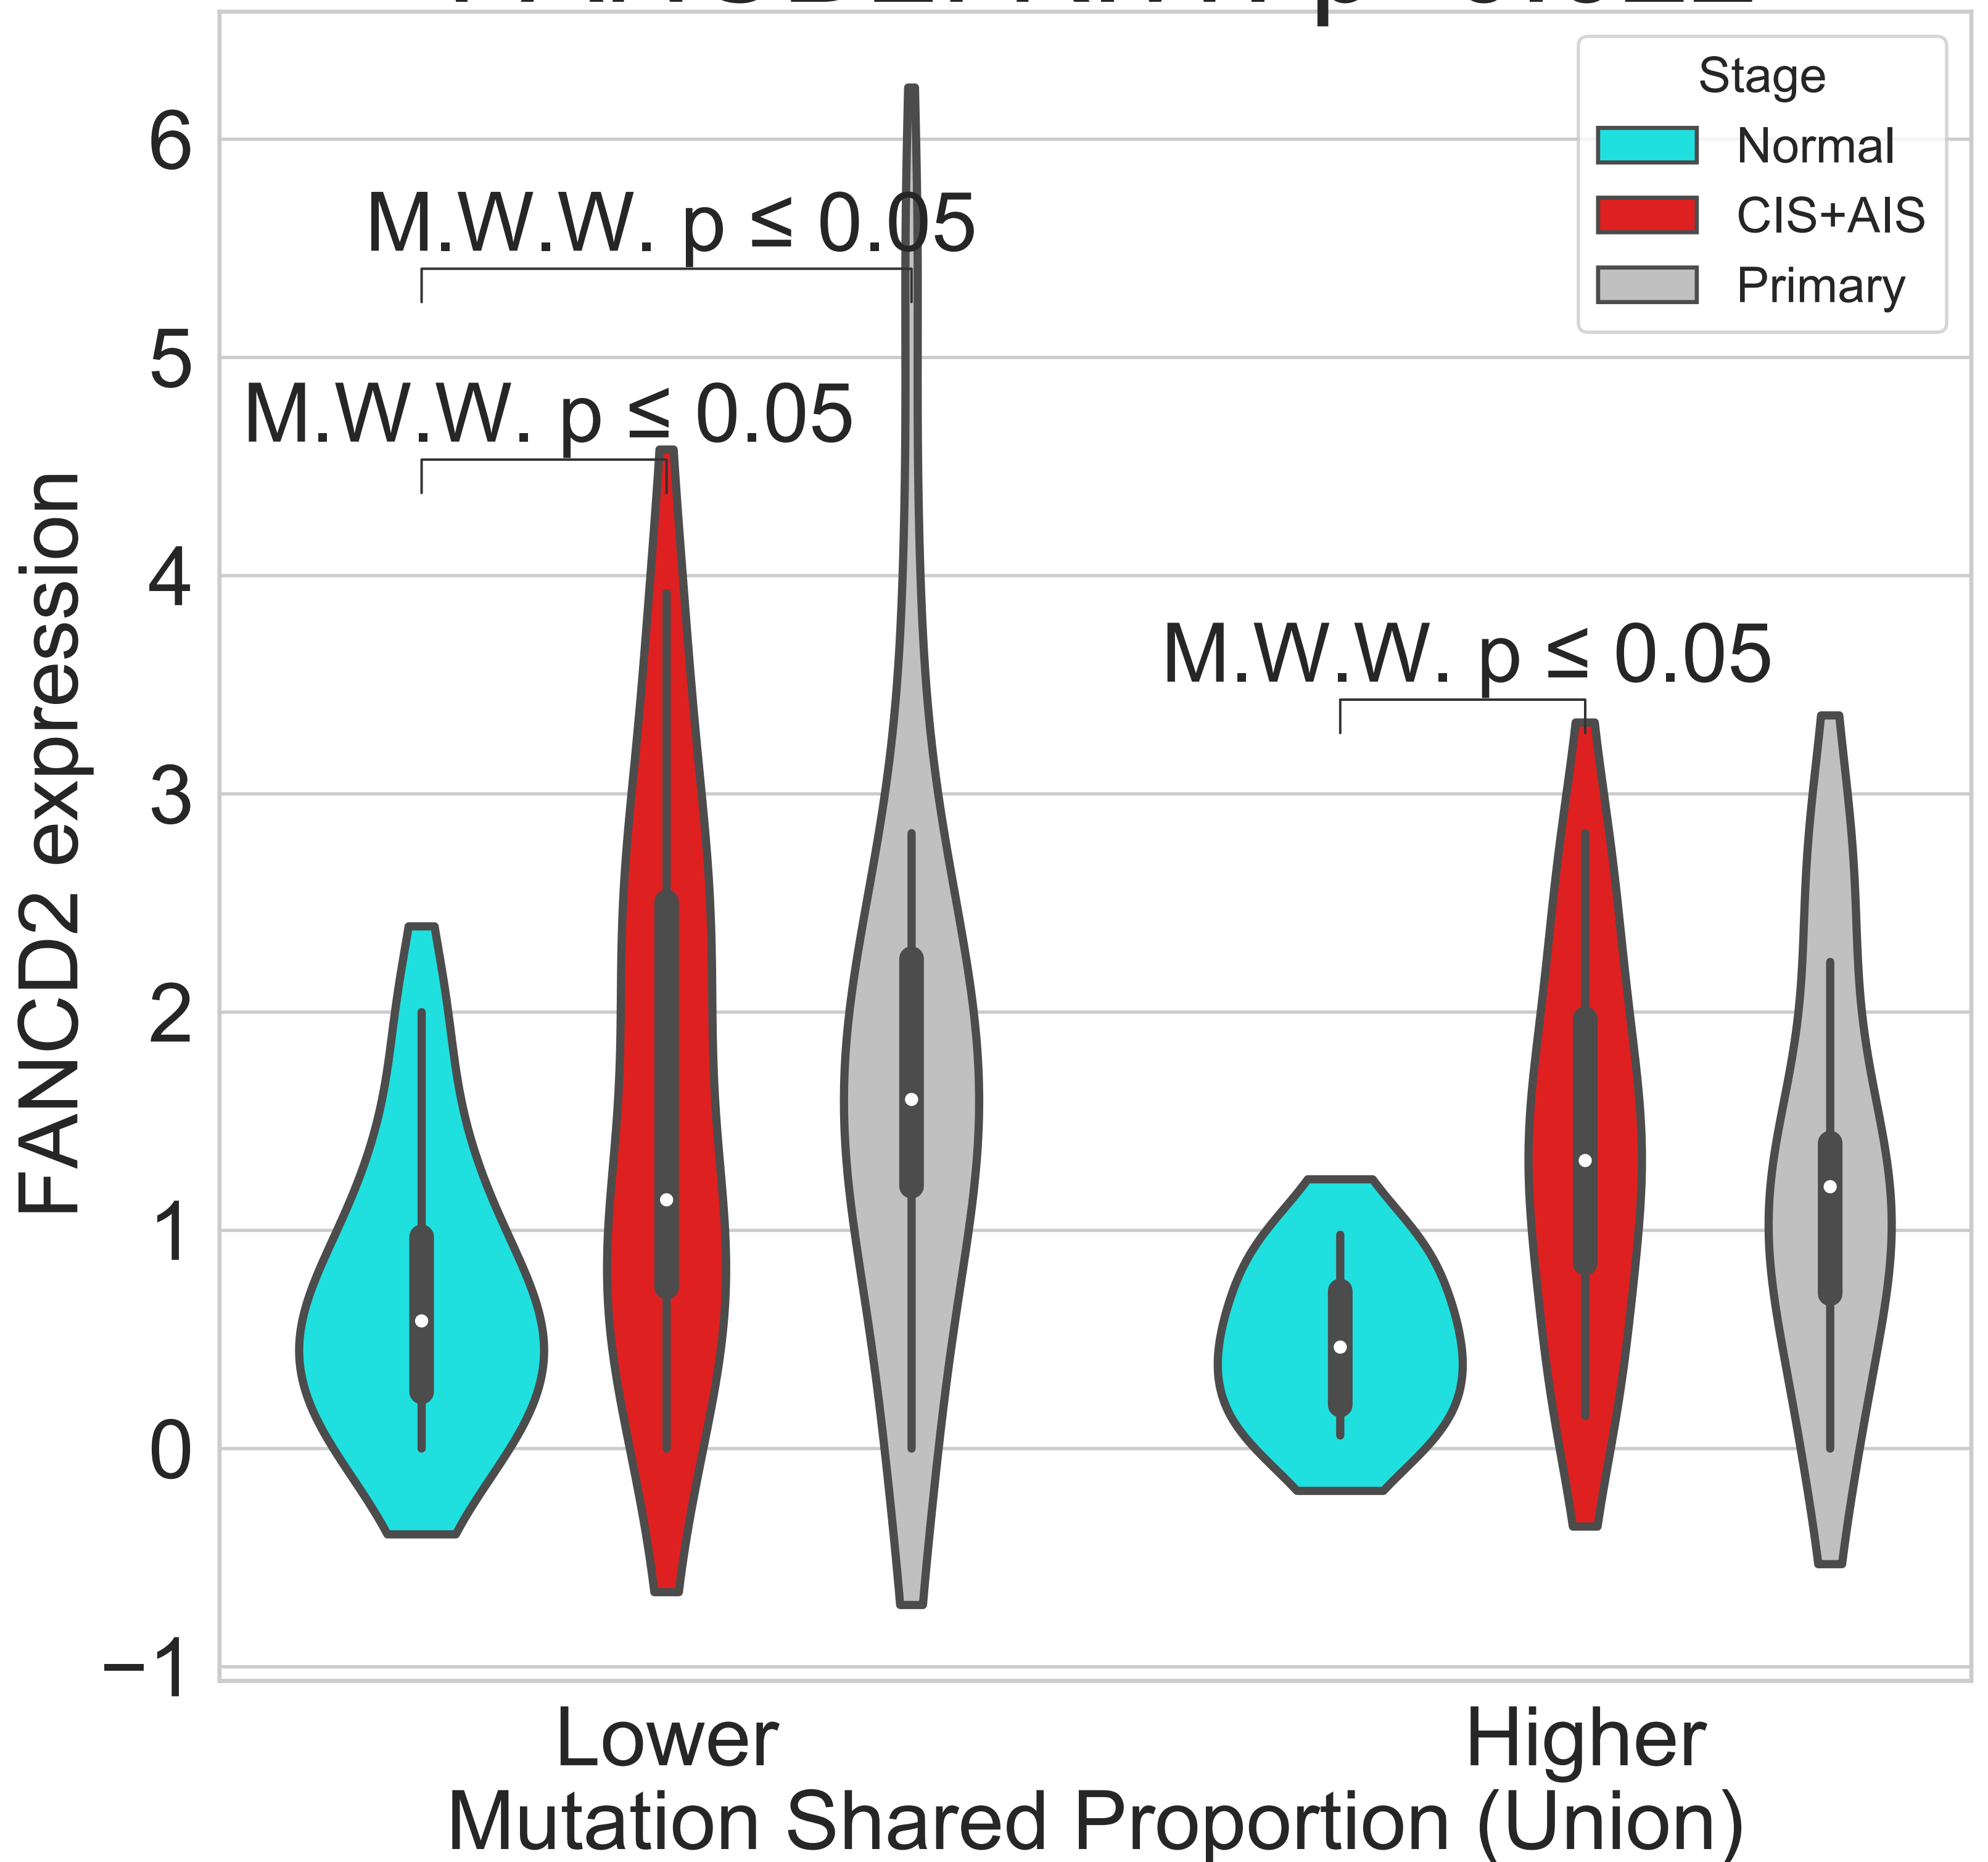 Stage
Normal
CIS+AIS
Primary
M.W.W. p ≤ 0.05
M.W.W. p ≤ 0.05
M.W.W. p ≤ 0.05
FANCD2 expression
6
5
4
3
2
1
0
−1
Lower
Higher
Mutation Shared Proportion (Union)